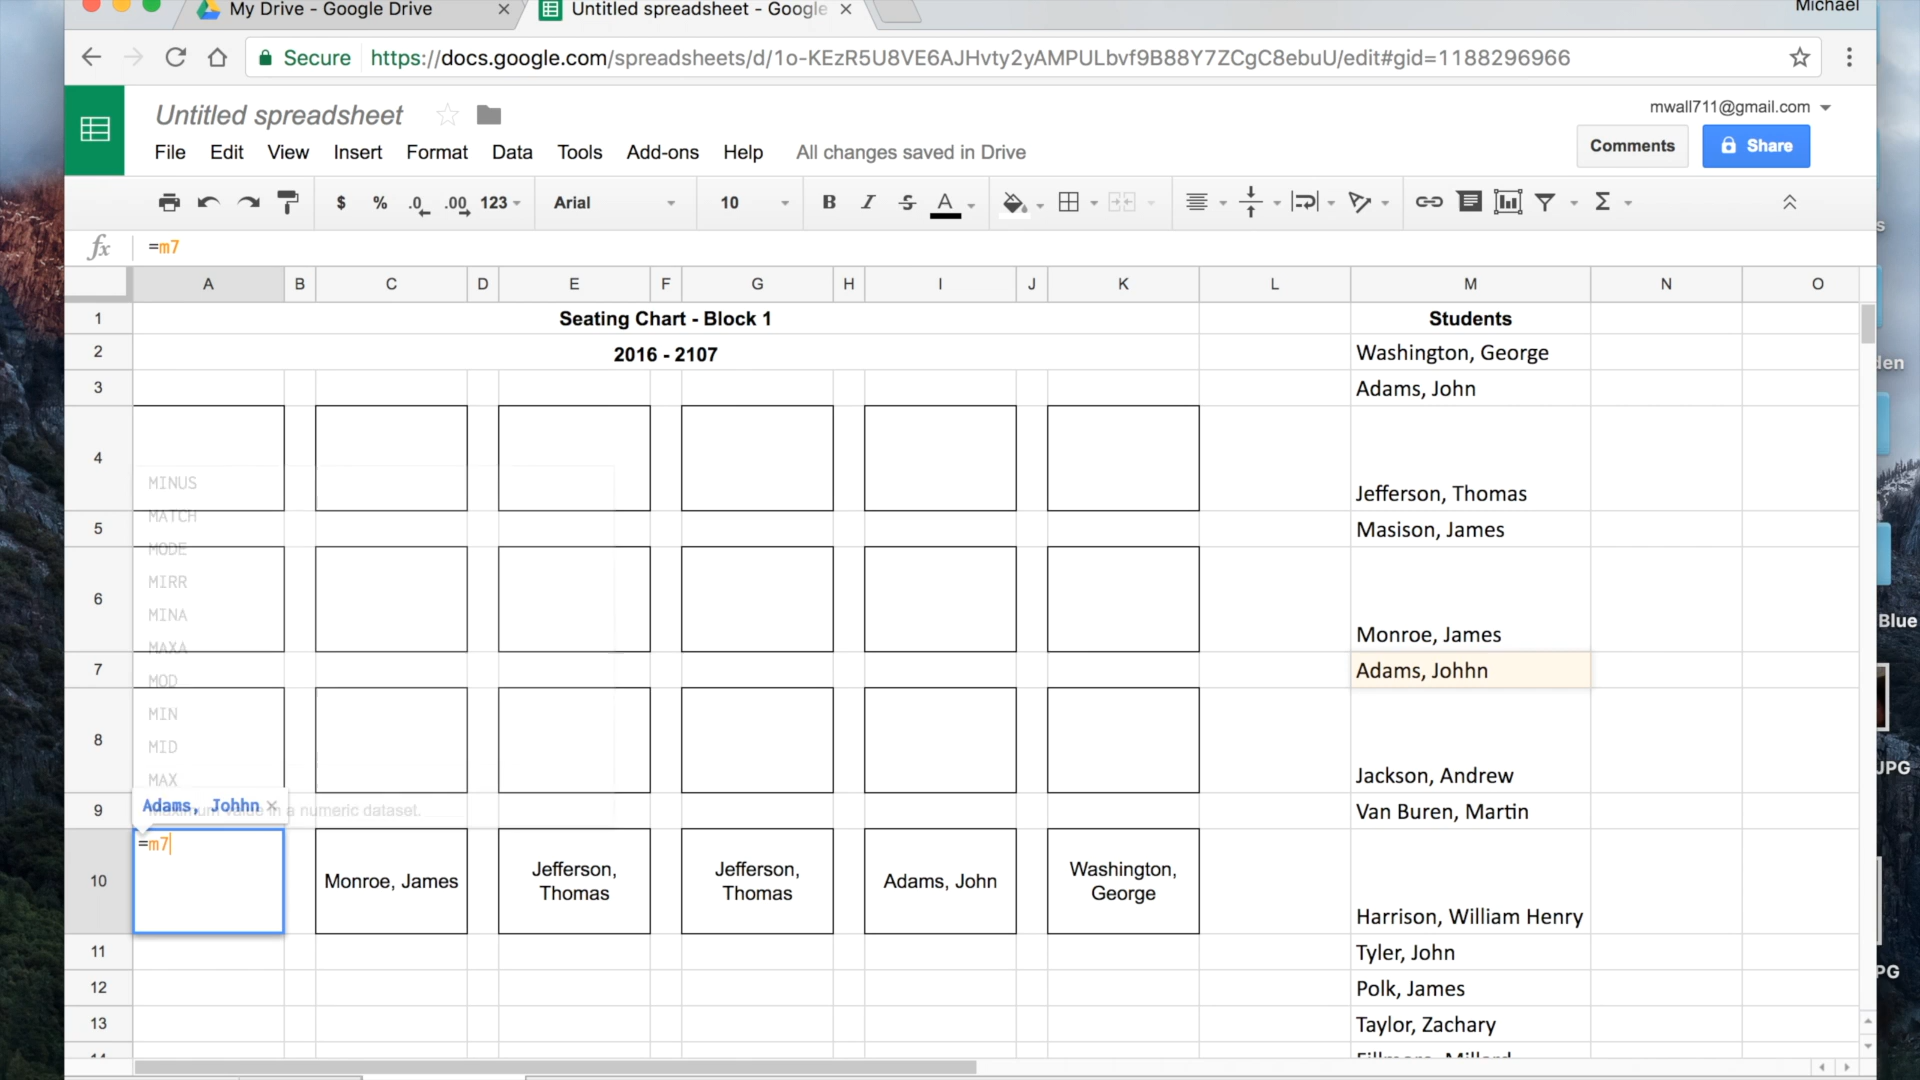 My Drive - Google Drive
Untitled spreadsheet - Google
Michael
Secure https://docs.google.com/spreadsheets/d/1o-KEzR5U8VE6AJHvty2yAMPULbvf9B88Y7ZCgC8ebuU/edit#gid=1188296966
Untitled spreadsheet
mwall711@gmail.com
File Edit View Insert Format Data Tools Add-ons Help All changes saved in Drive
Comments
Share
$ % .0 .00 123 Arial 10 B I S A Σ
fx =m7
A B C D E F G H I J K L M N O
1 Seating Chart - Block 1 Students
2 2016 - 2107 Washington, George
3 Adams, John
4 Jefferson, Thomas
MINUS
MATCH
5 Masison, James
MODE
MIRR
6 Monroe, James
MINA
MAXA
7 Adams, Johhn
MOD
MIN
8 Jackson, Andrew
MID
MAX
9 Van Buren, Martin
Adams, Johhn ×
Maximum value in a numeric dataset.
=m7
10 Monroe, James Jefferson, Thomas Jefferson, Thomas Adams, John Washington, George Harrison, William Henry
11 Tyler, John
12 Polk, James
13 Taylor, Zachary
Blue
JPG
PG